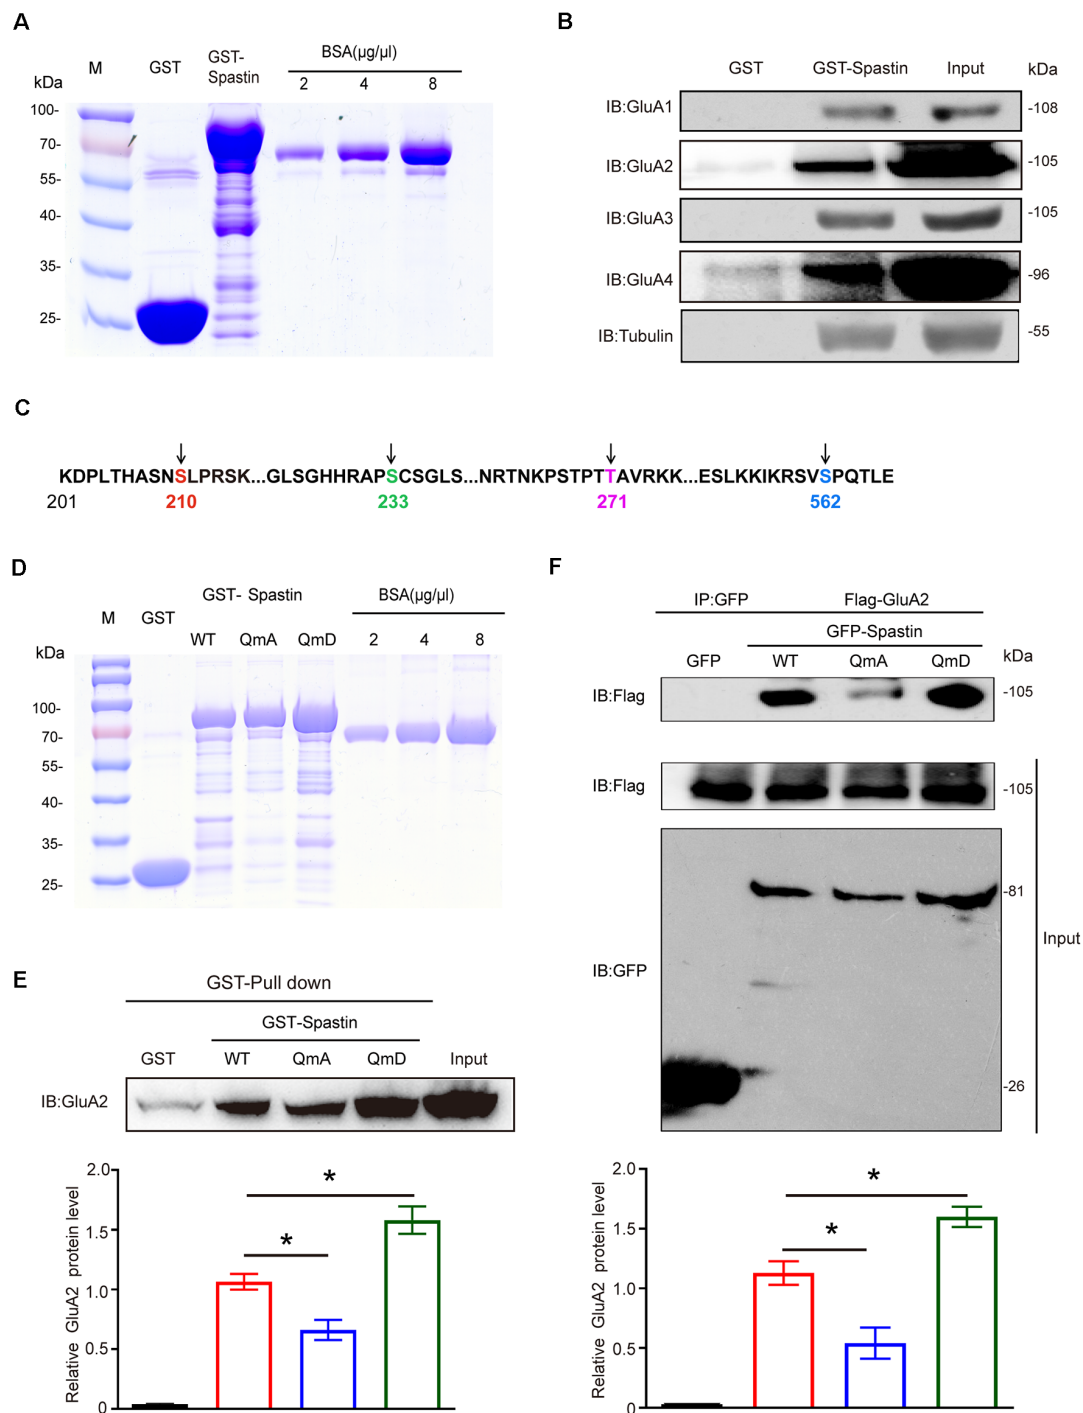 A
M
GST
GST-
Spastin
BSA(μg/μl)
2 4 8
kDa
100-
70-
55-
40-
35-
25-
B
GST GST-Spastin Input kDa
IB:GluA1 -108
IB:GluA2 -105
IB:GluA3 -105
IB:GluA4 -96
IB:Tubulin -55
C
KDPLTHASNSLPRSK...GLSGHHRAPSCSGLS...NRTNKPSTPTTAVRKK...ESLKKIKRSVSPQTLE
201 210 233 271 562
D
GST- Spastin BSA(μg/μl)
M GST WT QmA QmD 2 4 8
kDa
100-
70-
55-
40-
35-
25-
E
GST-Pull down
GST-Spastin
GST WT QmA QmD Input
IB:GluA2
Relative GluA2 protein level
2.0
1.5
1.0
0.5
0
*
*
F
IP:GFP Flag-GluA2
GFP-Spastin
GFP WT QmA QmD kDa
IB:Flag -105
IB:Flag -105
IB:GFP
-81
-26
Input
Relative GluA2 protein level
2.0
1.5
1.0
0.5
0
*
*